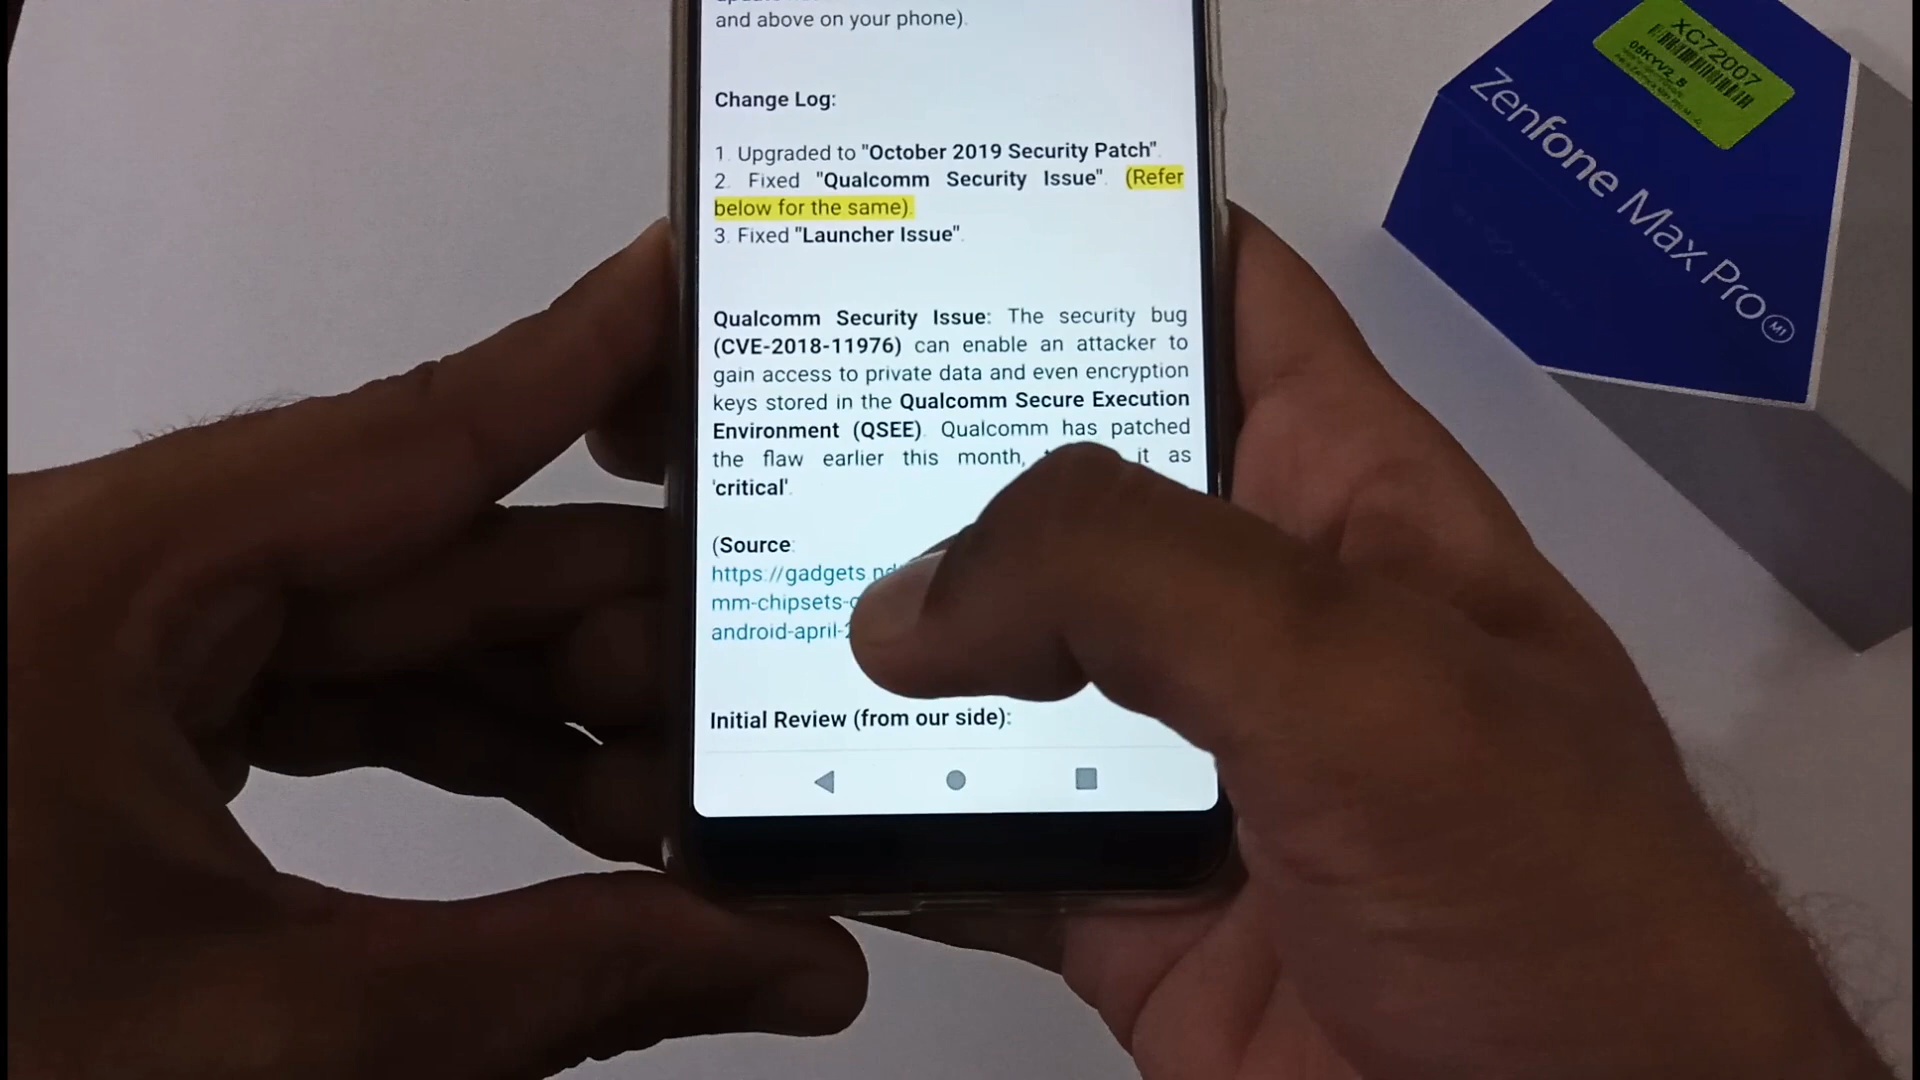 and above on your phone).
Change Log:
1. Upgraded to "October 2019 Security Patch".
2. Fixed "Qualcomm Security Issue". (Refer
below for the same).
3. Fixed "Launcher Issue".
Qualcomm Security Issue: The security bug
(CVE-2018-11976) can enable an attacker to
gain access to private data and even encryption
keys stored in the Qualcomm Secure Execution
Environment (QSEE). Qualcomm has patched
the flaw earlier this month, it as
'critical'.
(Source:
https://gadgets.nd
mm-chipsets-
android-april-2
Initial Review (from our side):
XC72007
05KYV2_B
Zenfone Max Pro M1